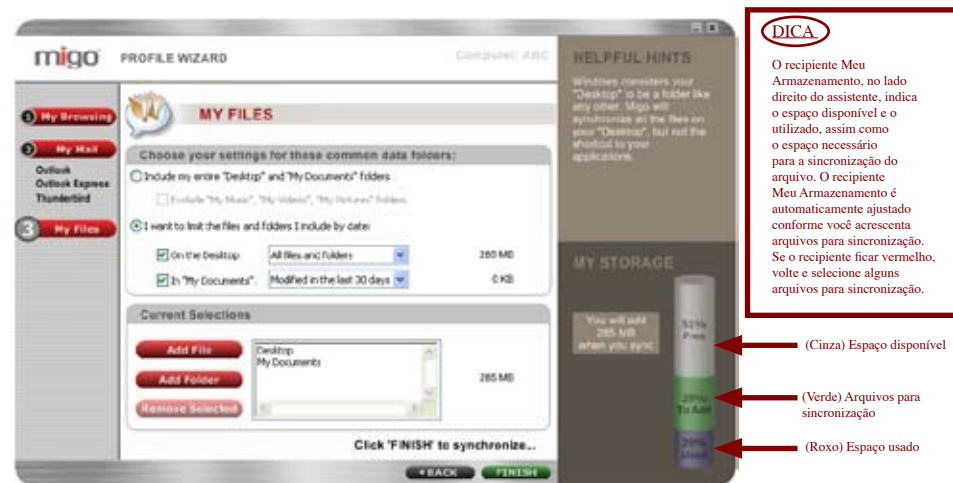 migo
PROFILE WIZARD
Computer: ABC
1 My Browsing
2 My Mail
Outlook
Outlook Express
Thunderbird
3 My Files
MY FILES
Choose your settings for these common data folders:
Include my entire "Desktop" and "My Documents" folders
Exclude "My Music", "My Videos", "My Pictures" folders.
I want to limit the files and folders I include by date:
On the Desktop
All files and folders
280 MB
In "My Documents".
Modified in the last 30 days
0 KB
Current Selections
Add File
Add Folder
Remove Selected
Desktop
My Documents
285 MB
Click 'FINISH' to synchronize...
BACK
FINISH
HELPFUL HINTS
Windows considers your
"Desktop" to be a folder like
any other. Migo will
synchronize all the files on
your "Desktop", but not the
shortcut to your
applications.
MY STORAGE
You will add
285 MB
when you sync
51%
Free
29%
To Add
20%
Used
DICA
O recipiente Meu
Armazenamento, no lado
direito do assistente, indica
o espaço disponível e o
utilizado, assim como
o espaço necessário
para a sincronização do
arquivo. O recipiente
Meu Armazenamento é
automaticamente ajustado
conforme você acrescenta
arquivos para sincronização.
Se o recipiente ficar vermelho,
volte e selecione alguns
arquivos para sincronização.
(Cinza) Espaço disponível
(Verde) Arquivos para
sincronização
(Roxo) Espaço usado